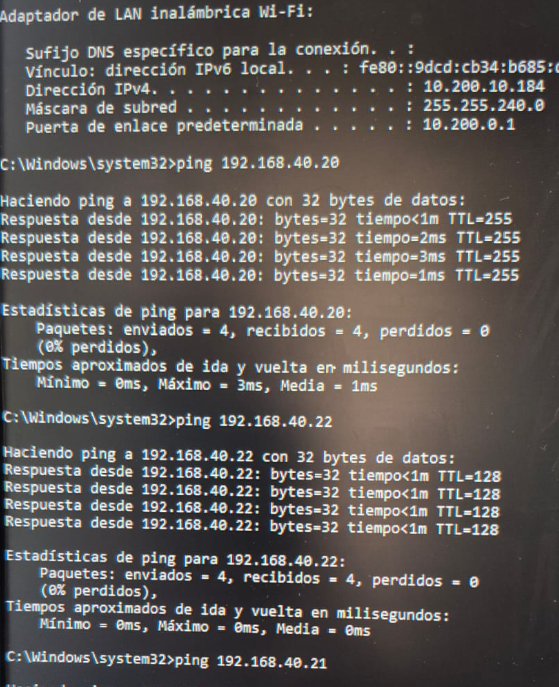 Adaptador de LAN inalámbrica Wi-Fi:
Sufijo DNS específico para la conexión. . :
Vínculo: dirección IPv6 local. . . : fe80::9dcd:cb34:b685:
Dirección IPv4. . . . . . . . . . . . . . : 10.200.10.184
Máscara de subred . . . . . . . . . . . . : 255.255.240.0
Puerta de enlace predeterminada . . . . . : 10.200.0.1
C:\Windows\system32>ping 192.168.40.20
Haciendo ping a 192.168.40.20 con 32 bytes de datos:
Respuesta desde 192.168.40.20: bytes=32 tiempo<1m TTL=255
Respuesta desde 192.168.40.20: bytes=32 tiempo=2ms TTL=255
Respuesta desde 192.168.40.20: bytes=32 tiempo=3ms TTL=255
Respuesta desde 192.168.40.20: bytes=32 tiempo=1ms TTL=255
Estadísticas de ping para 192.168.40.20:
Paquetes: enviados = 4, recibidos = 4, perdidos = 0
(0% perdidos),
Tiempos aproximados de ida y vuelta en milisegundos:
Mínimo = 0ms, Máximo = 3ms, Media = 1ms
C:\Windows\system32>ping 192.168.40.22
Haciendo ping a 192.168.40.22 con 32 bytes de datos:
Respuesta desde 192.168.40.22: bytes=32 tiempo<1m TTL=128
Respuesta desde 192.168.40.22: bytes=32 tiempo<1m TTL=128
Respuesta desde 192.168.40.22: bytes=32 tiempo<1m TTL=128
Respuesta desde 192.168.40.22: bytes=32 tiempo<1m TTL=128
Estadísticas de ping para 192.168.40.22:
Paquetes: enviados = 4, recibidos = 4, perdidos = 0
(0% perdidos),
Tiempos aproximados de ida y vuelta en milisegundos:
Mínimo = 0ms, Máximo = 0ms, Media = 0ms
C:\Windows\system32>ping 192.168.40.21